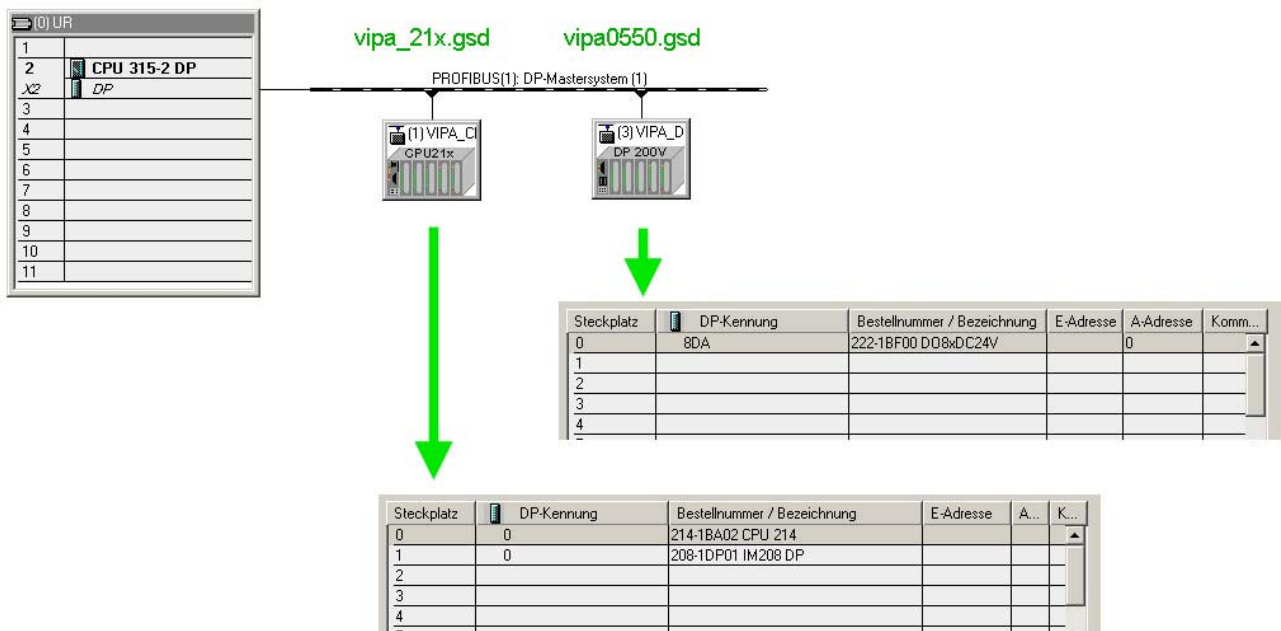 (0) UR
1
2 CPU 315-2 DP
X2 DP
3
4
5
6
7
8
9
10
11
vipa_21x.gsd vipa0550.gsd
PROFIBUS(1): DP-Mastersystem (1)
(1) VIPA_CI (3) VIPA_D
CPU21x DP 200V
Steckplatz DP-Kennung Bestellnummer / Bezeichnung E-Adresse A-Adresse Komm...
0 8DA 222-1BF00 DO8xDC24V 0
1
2
3
4
Steckplatz DP-Kennung Bestellnummer / Bezeichnung E-Adresse A... K...
0 0 214-1BA02 CPU 214
1 0 208-1DP01 IM208 DP
2
3
4